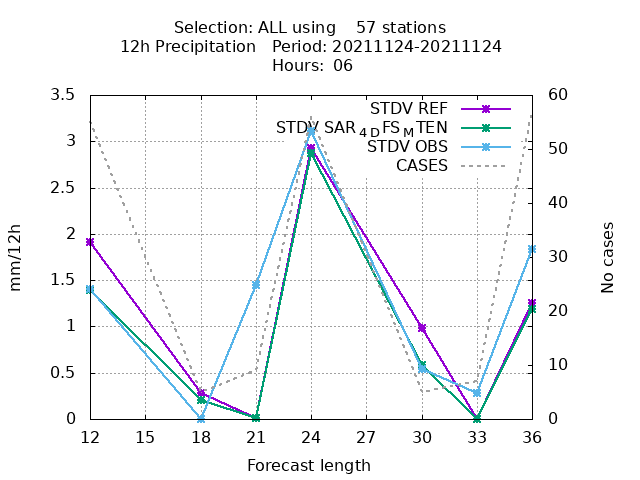 Selection: ALL using    57 stations
12h Precipitation   Period: 20211124-20211124
Hours:  06
STDV REF
STDV SAR4DFSMTEN
STDV OBS
CASES
3.5
3
2.5
2
1.5
1
0.5
0
60
50
40
30
20
10
0
mm/12h
No cases
12 15 18 21 24 27 30 33 36
Forecast length